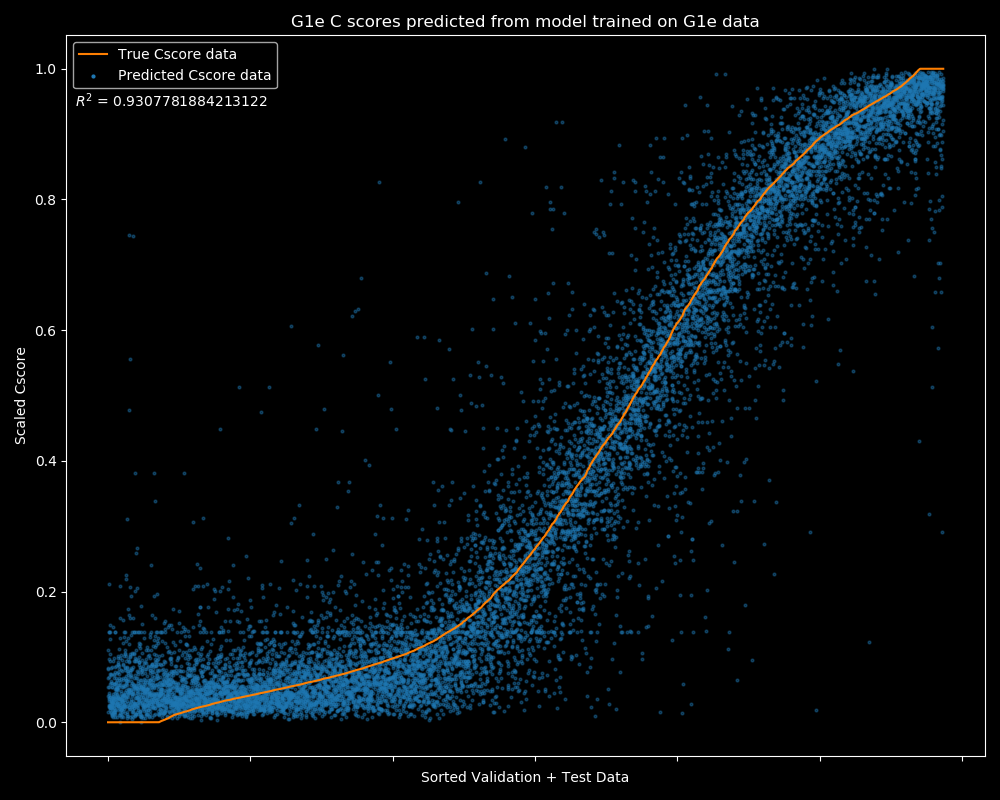 G1e C scores predicted from model trained on G1e data
True Cscore data
Predicted Cscore data
R² = 0.9307781884213122
1.0
0.8
0.6
0.4
0.2
0.0
Scaled Cscore
Sorted Validation + Test Data